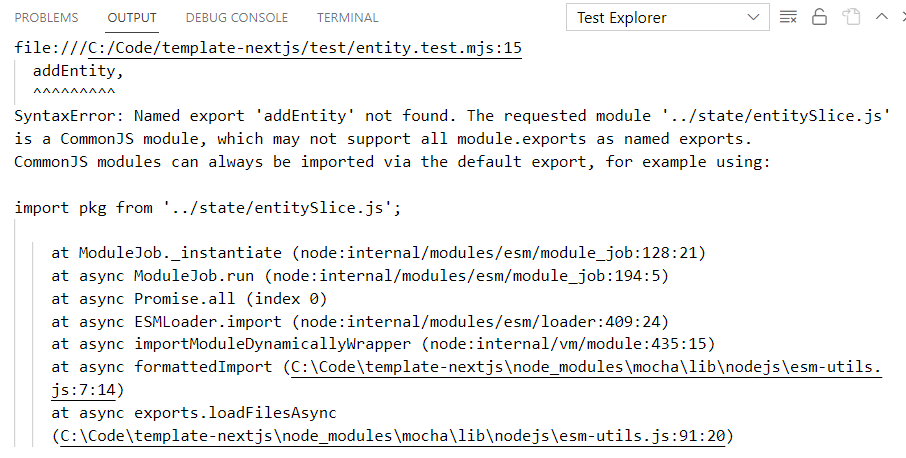 PROBLEMS OUTPUT DEBUG CONSOLE TERMINAL Test Explorer
file:///C:/Code/template-nextjs/test/entity.test.mjs:15
addEntity,
^^^^^^^^^
SyntaxError: Named export 'addEntity' not found. The requested module '../state/entitySlice.js'
is a CommonJS module, which may not support all module.exports as named exports.
CommonJS modules can always be imported via the default export, for example using:
import pkg from '../state/entitySlice.js';
at ModuleJob._instantiate (node:internal/modules/esm/module_job:128:21)
at async ModuleJob.run (node:internal/modules/esm/module_job:194:5)
at async Promise.all (index 0)
at async ESMLoader.import (node:internal/modules/esm/loader:409:24)
at async importModuleDynamicallyWrapper (node:internal/vm/module:435:15)
at async formattedImport (C:\Code\template-nextjs\node_modules\mocha\lib\nodejs\esm-utils.
js:7:14)
at async exports.loadFilesAsync
(C:\Code\template-nextjs\node_modules\mocha\lib\nodejs\esm-utils.js:91:20)